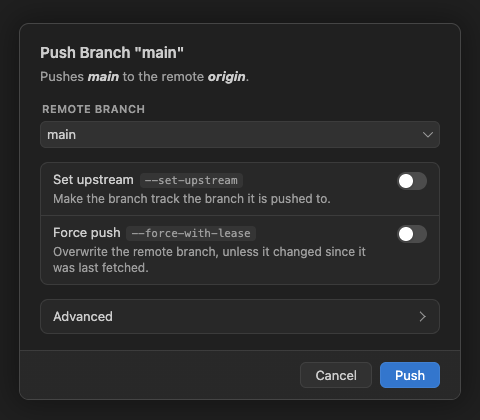 Push Branch "main"
Pushes main to the remote origin.
REMOTE BRANCH
main
Set upstream --set-upstream
Make the branch track the branch it is pushed to.
Force push --force-with-lease
Overwrite the remote branch, unless it changed since it
was last fetched.
Advanced
Cancel Push